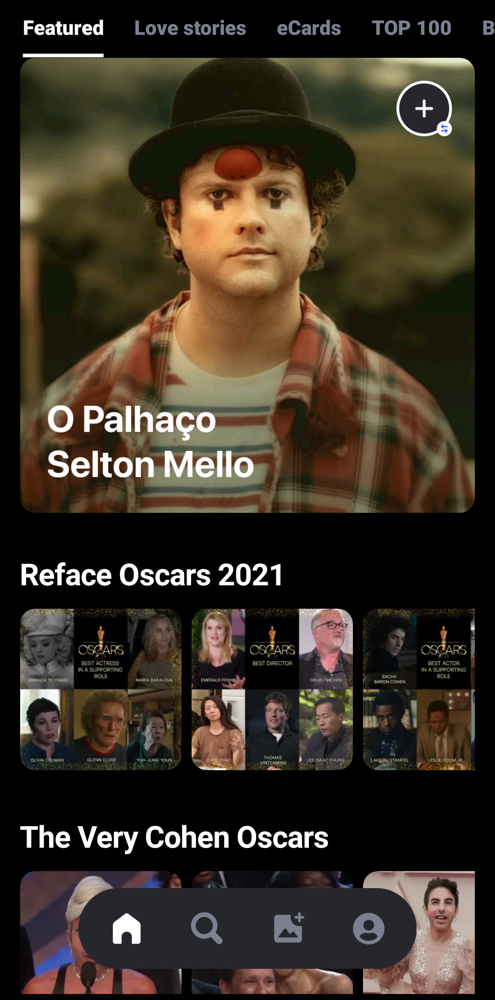 Featured
Love stories
eCards
TOP 100
B
O Palhaço
Selton Mello
Reface Oscars 2021
AMANDA SEYFRIED
OSCARS
BEST ACTRESS
IN A SUPPORTING
ROLE
MARIA BAKALOVA
OLIVIA COLMAN
GLENN CLOSE
YUH-JUNG YOUN
EMERALD FENNEL
OSCARS
BEST DIRECTOR
DAVID FINCHER
CHOÉ ZHAO
THOMAS
VINTERBERG
LEE ISAAC CHUNG
SACHA
BARON COHEN
OSCARS
BEST ACTOR
IN A SUPPORTING
ROLE
LAKEITH STANFIEL
LESLIE ODOM JR
The Very Cohen Oscars